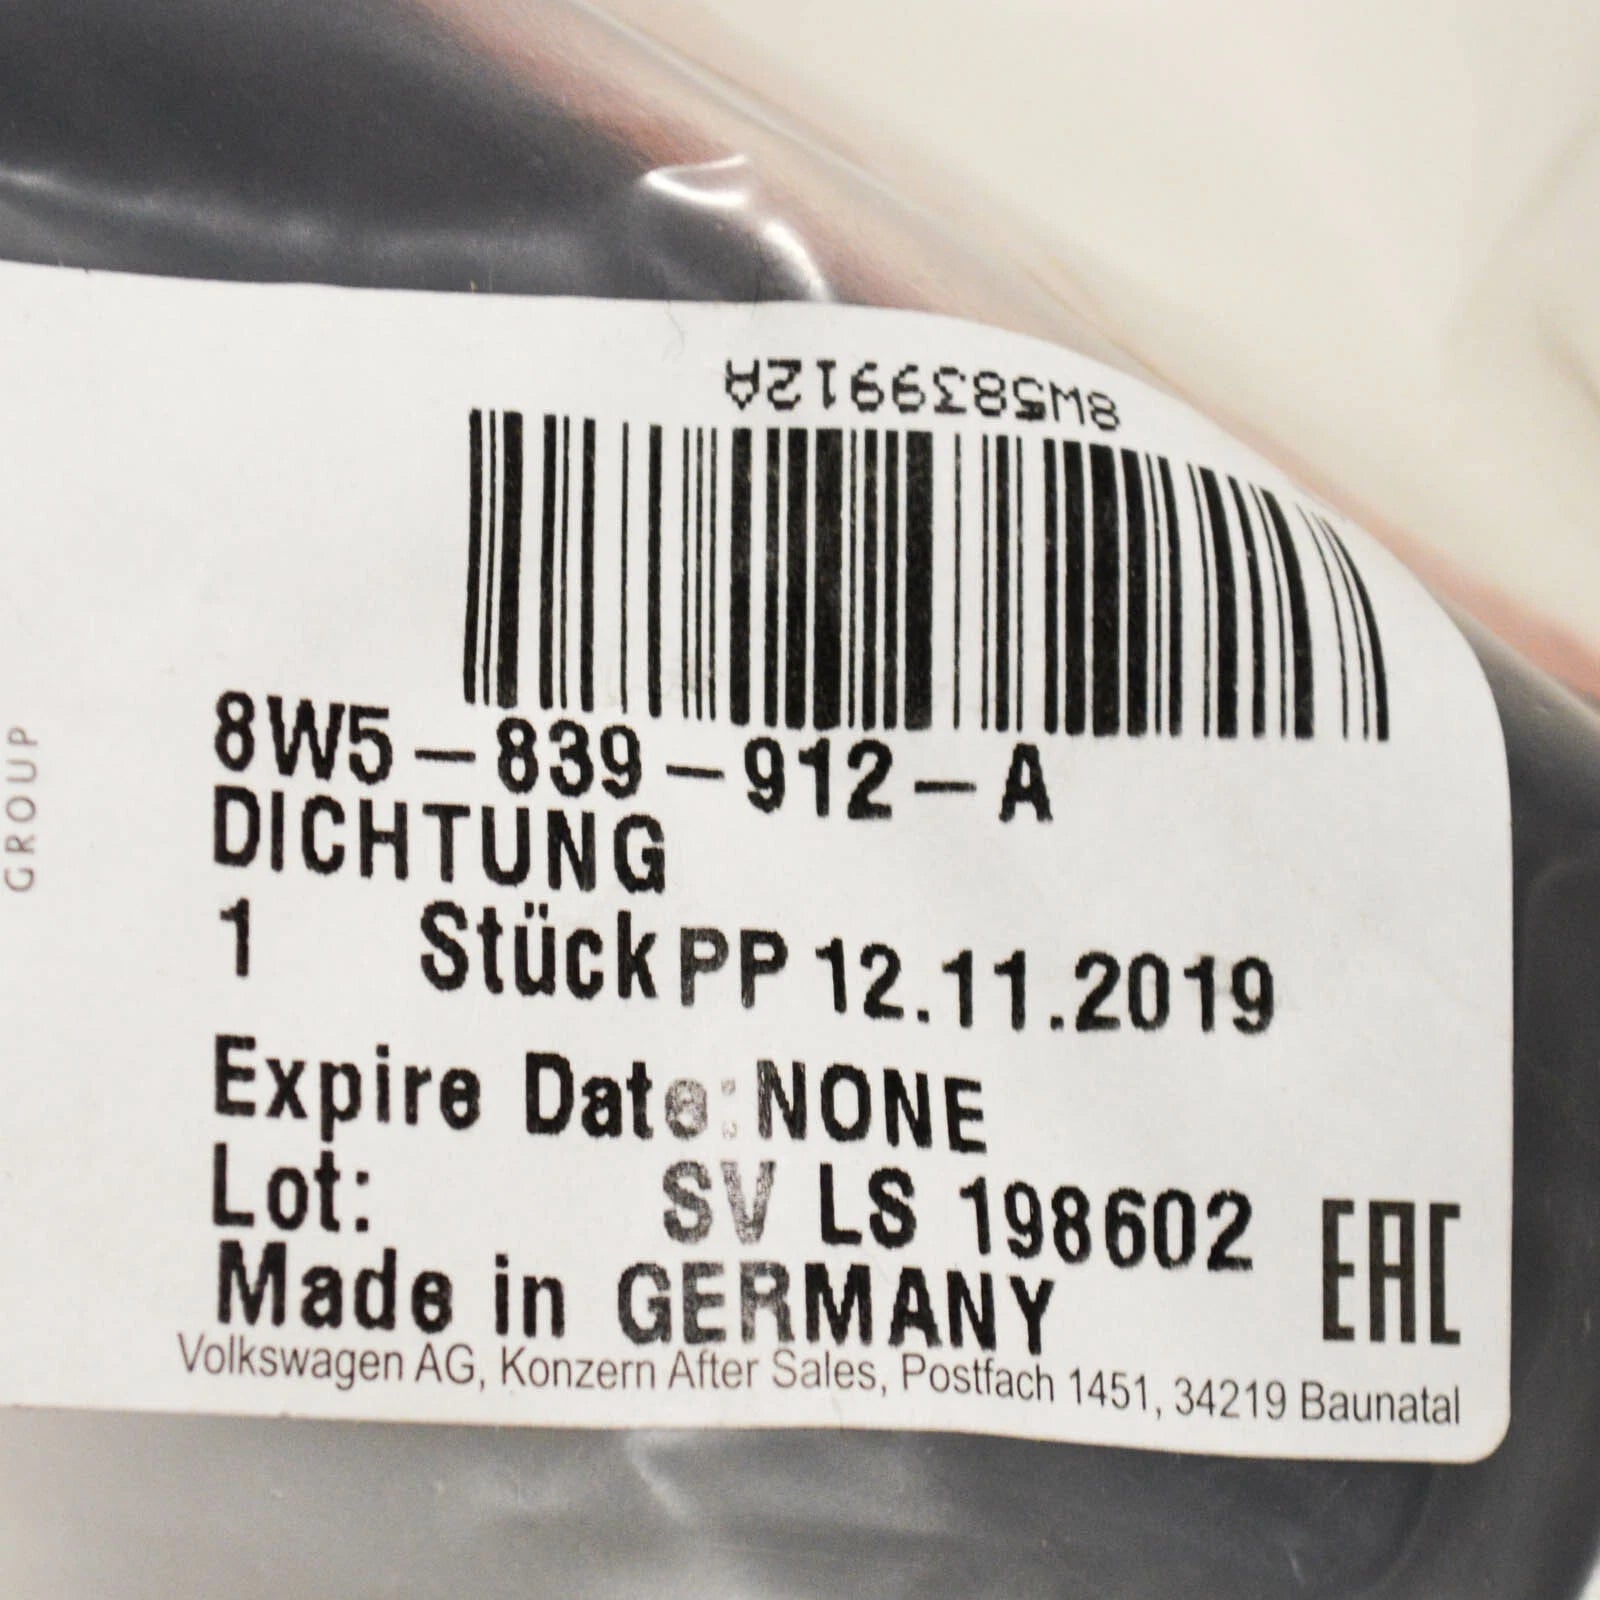 8W5839912A
8W5-839-912-A
DICHTUNG
1 Stück PP 12.11.2019
Expire Date: NONE
Lot: SV LS 198602
Made in GERMANY
EAC
Volkswagen AG, Konzern After Sales, Postfach 1451, 34219 Baunatal
GROUP